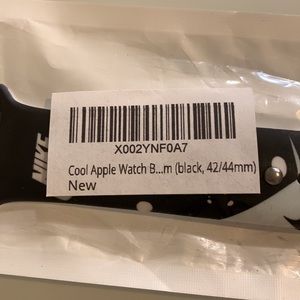 X002YNF0A7
Cool Apple Watch B...m (black, 42/44mm)
New
NIKE